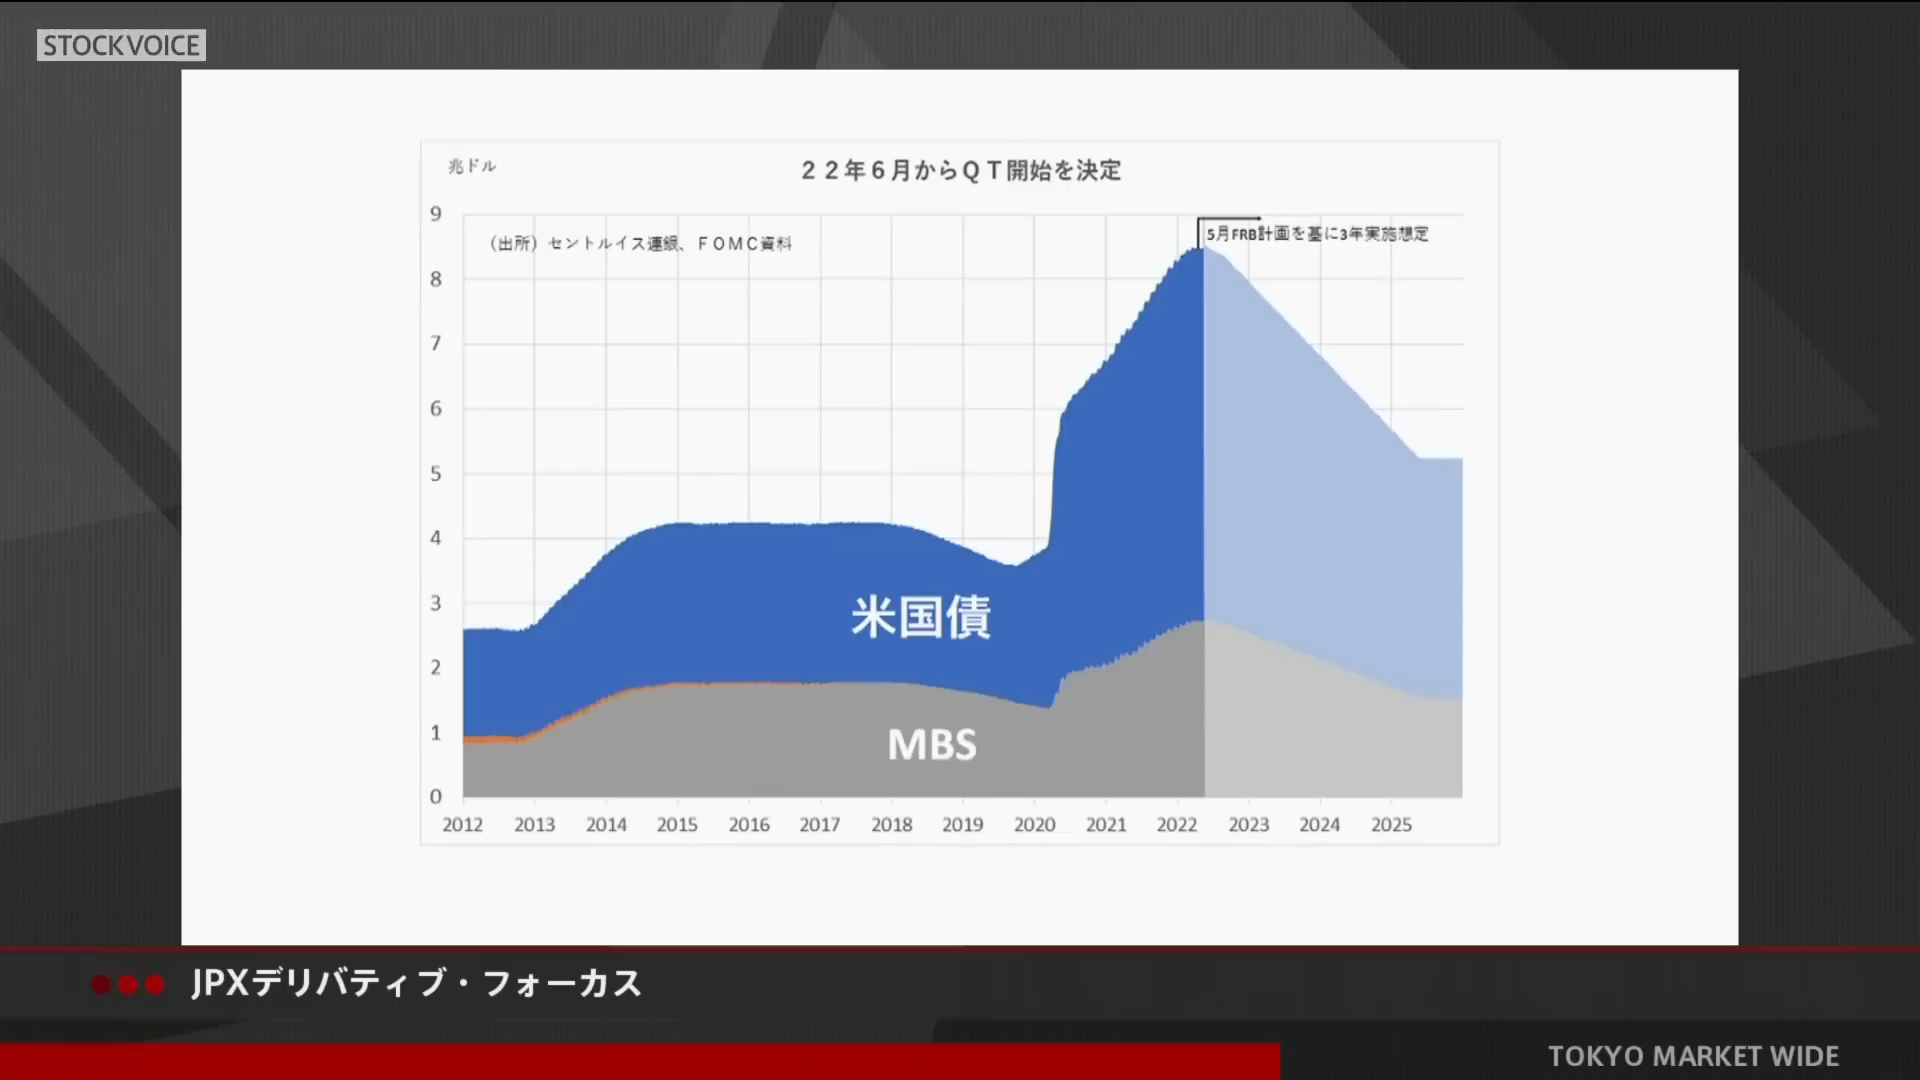 STOCKVOICE
兆ドル
２２年６月からＱＴ開始を決定
9
5月FRB計画を基に3年実施想定
（出所）セントルイス連銀、ＦＯＭＣ資料
8
7
6
5
4
3
米国債
2
1
MBS
0
2012 2013 2014 2015 2016 2017 2018 2019 2020 2021 2022 2023 2024 2025
JPXデリバティブ・フォーカス
TOKYO MARKET WIDE